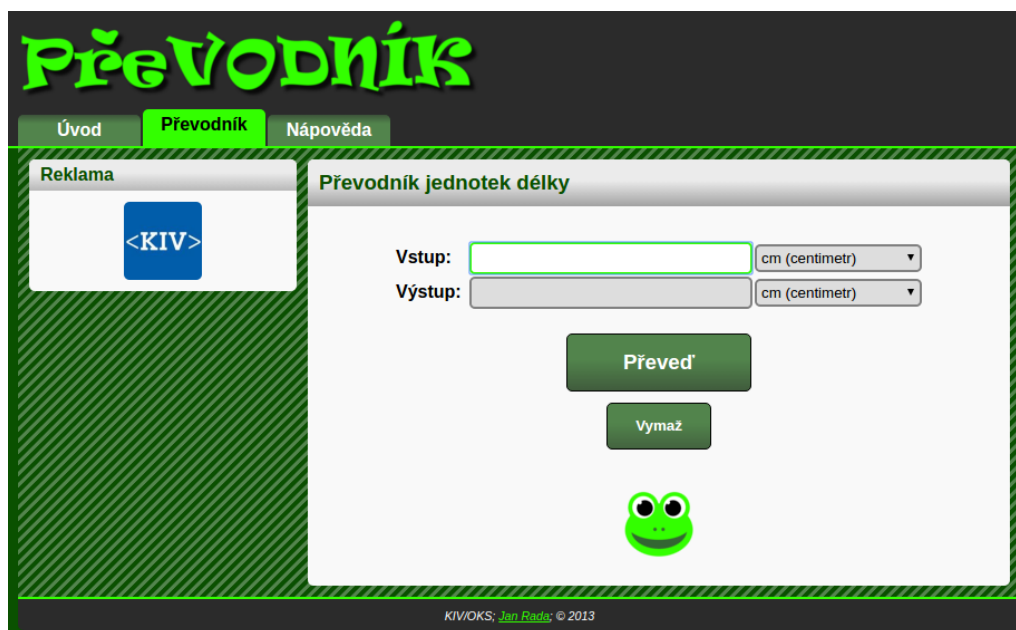 PřeVODNÍK
Úvod Převodník Nápověda
Reklama
<KIV>
Převodník jednotek délky
Vstup: cm (centimetr)
Výstup: cm (centimetr)
Převeď
Vymaž
KIV/OKS; Jan Rada; © 2013